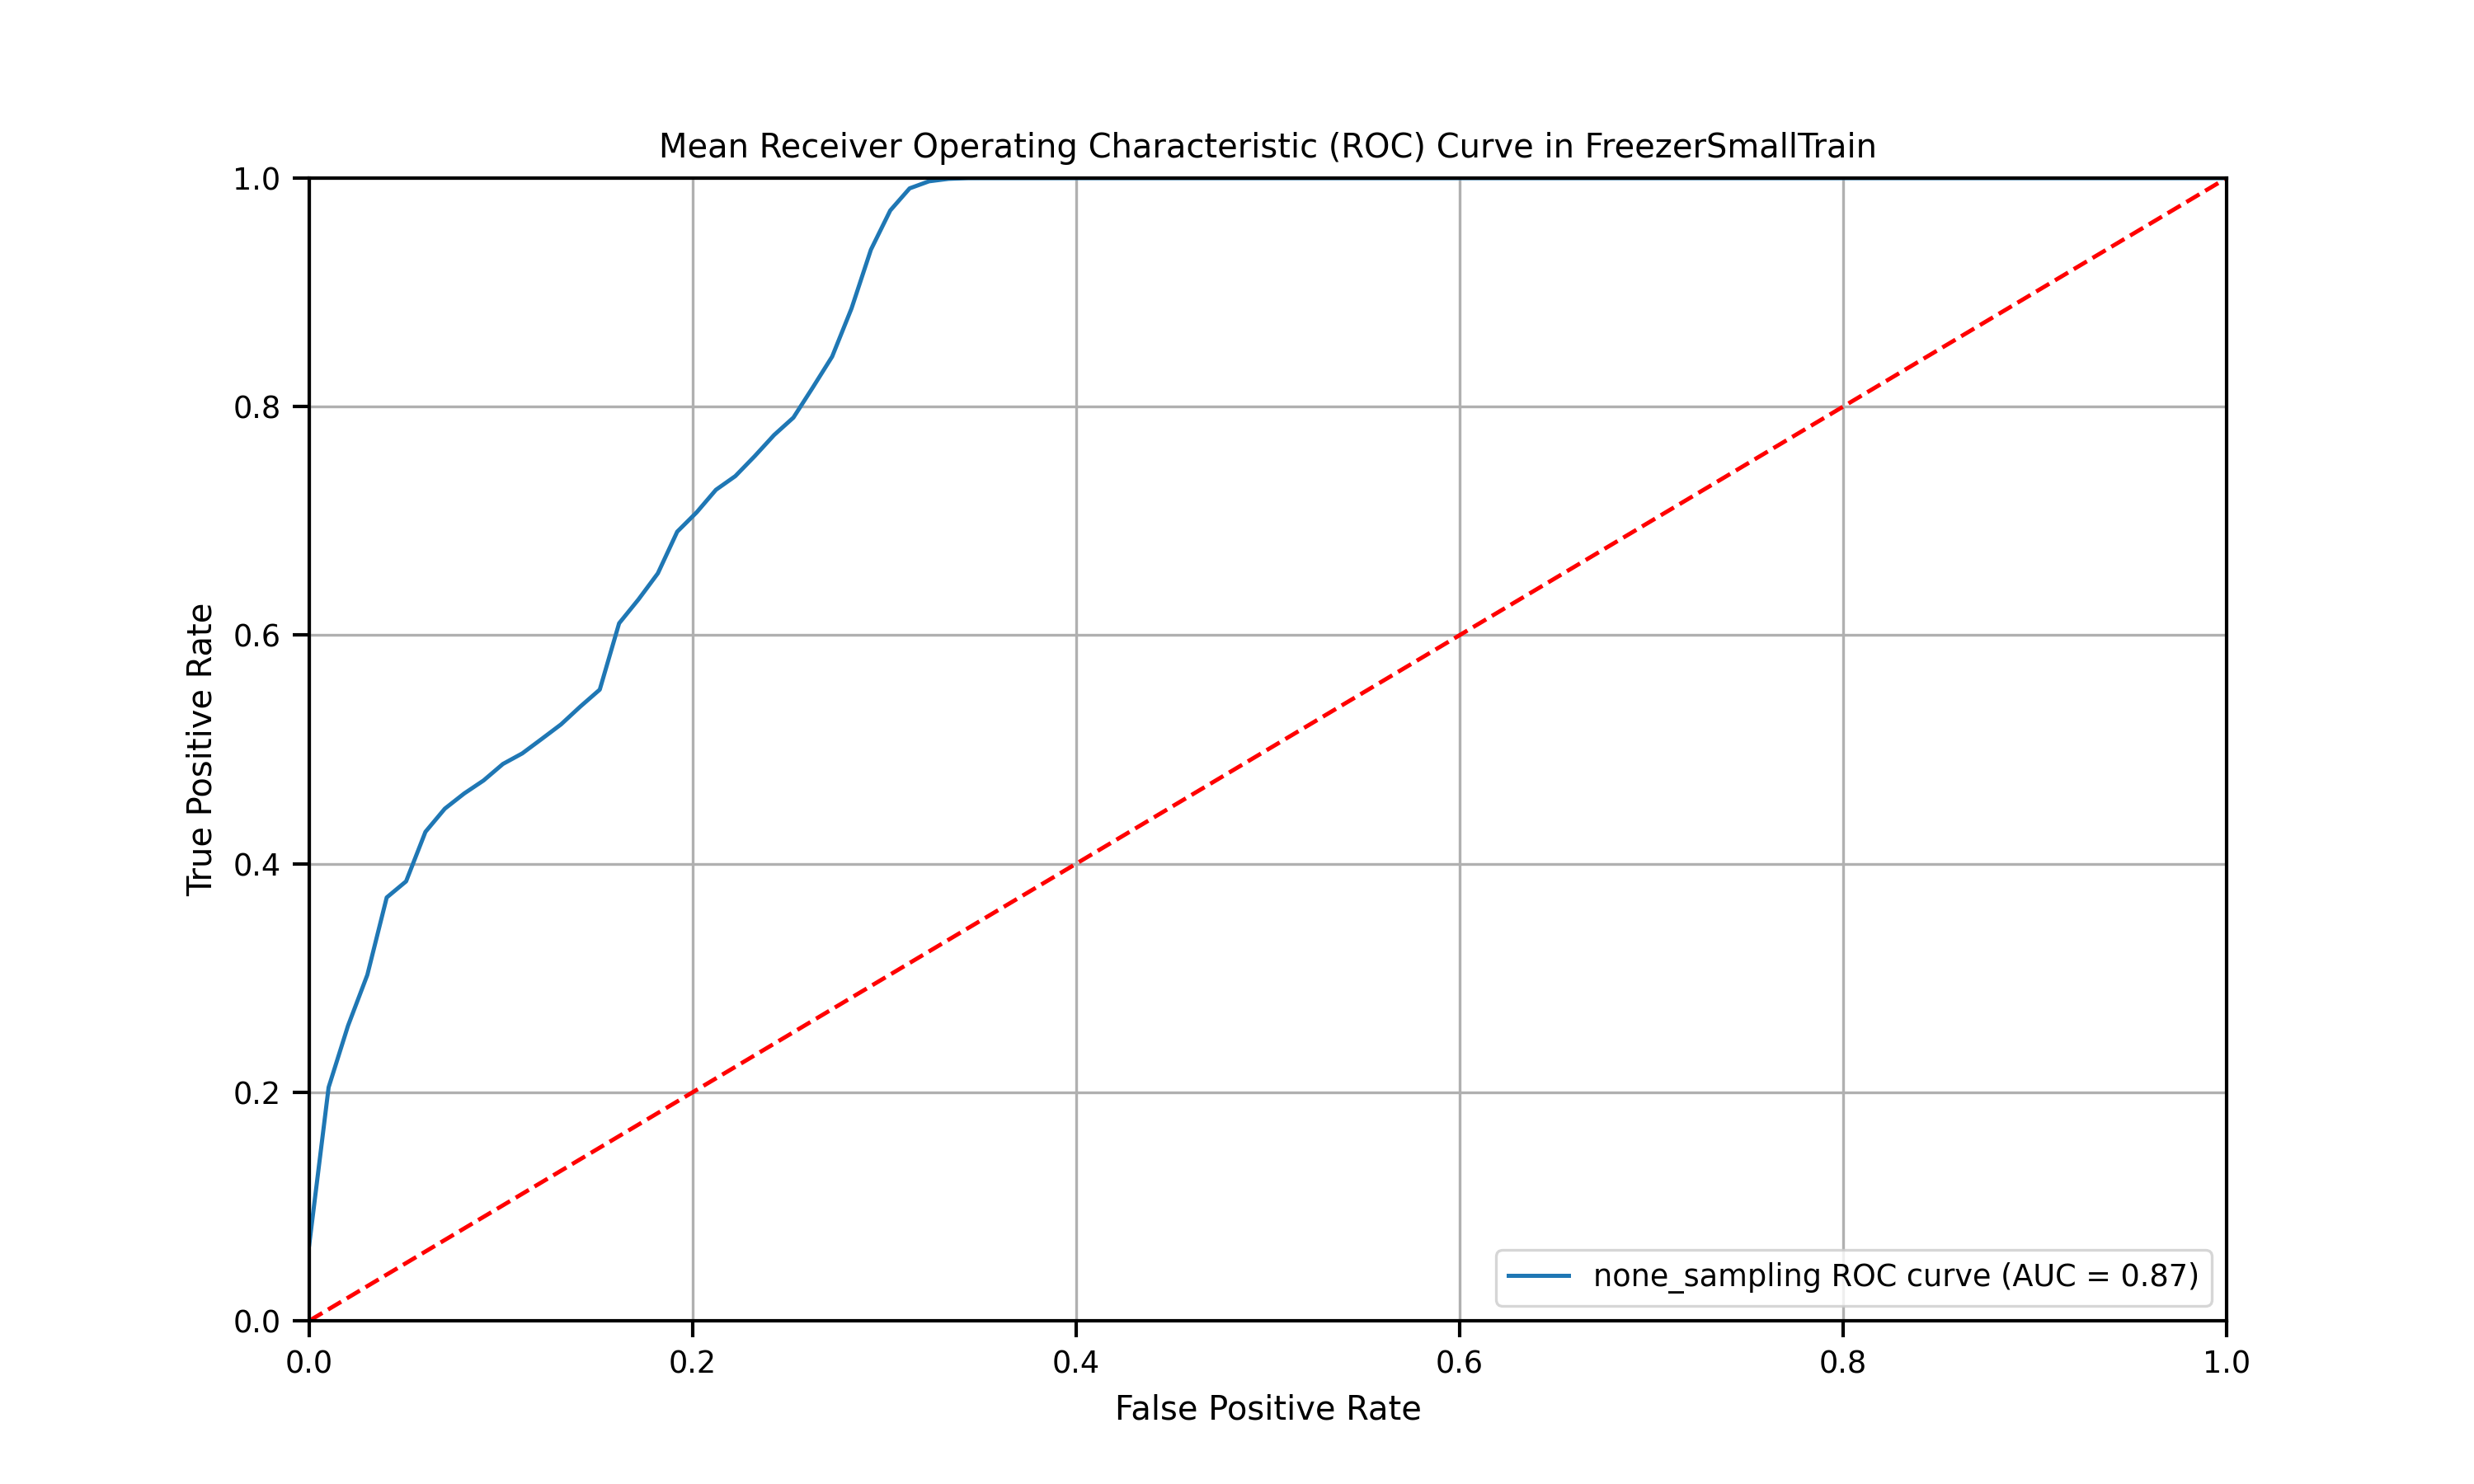 Mean Receiver Operating Characteristic (ROC) Curve in FreezerSmallTrain
1.0
0.8
0.6
0.4
0.2
0.0
True Positive Rate
none_sampling ROC curve (AUC = 0.87)
0.0 0.2 0.4 0.6 0.8 1.0
False Positive Rate